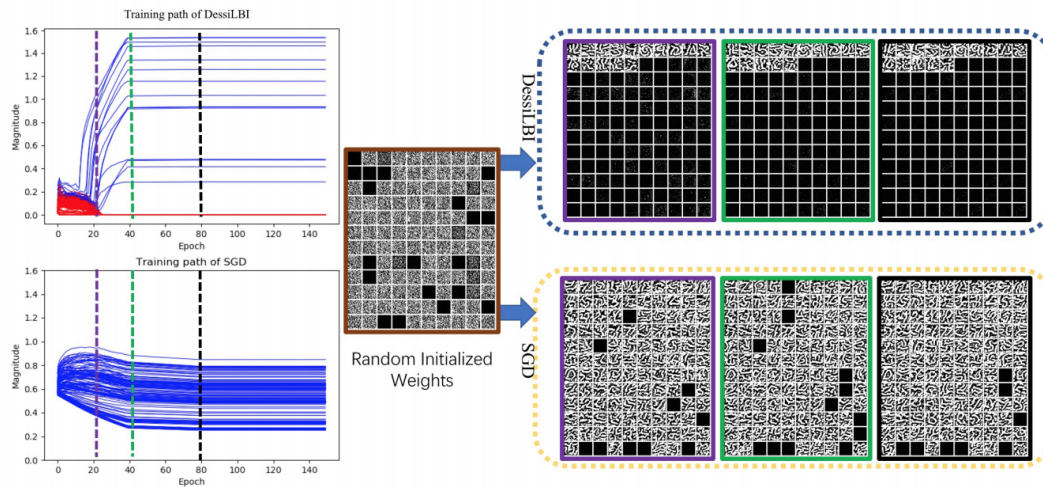 Training path of DessiLBI
1.6
1.4
1.2
1.0
0.8
0.6
0.4
0.2
0.0
Magnitude
0 20 40 60 80 100 120 140
Epoch
Training path of SGD
1.6
1.4
1.2
1.0
0.8
0.6
0.4
0.2
0.0
Magnitude
0 20 40 60 80 100 120 140
Epoch
Random Initialized
Weights
DessiLBI
SGD